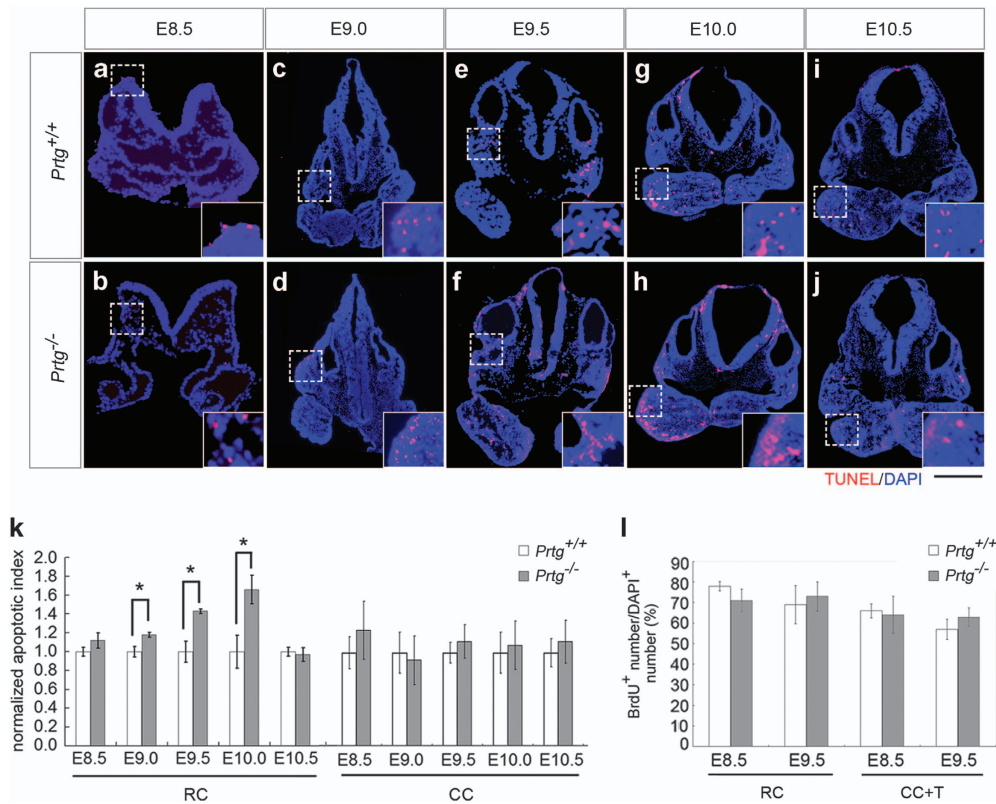 E8.5 E9.0 E9.5 E10.0 E10.5
Prtg+/+
a c e g i
Prtg-/-
b d f h j
TUNEL/DAPI
k
normalized apoptotic index
2.0
1.8
1.6
1.4
1.2
1.0
0.8
0.6
0.4
0.2
0.0
* * *
Prtg+/+
Prtg-/-
E8.5 E9.0 E9.5 E10.0 E10.5 E8.5 E9.0 E9.5 E10.0 E10.5
RC CC
l
BrdU+ number/DAPI+
number (%)
90
80
70
60
50
40
30
20
10
0
Prtg+/+
Prtg-/-
E8.5 E9.5 E8.5 E9.5
RC CC+T